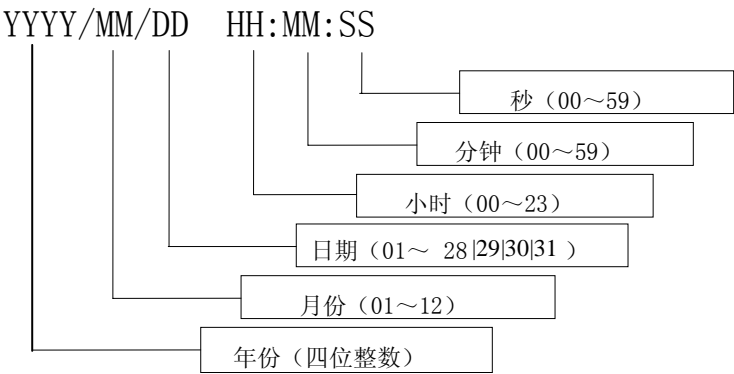 YYYY/MM/DD HH:MM:SS
秒（00～59）
分钟（00～59）
小时（00～23）
日期（01～ 28|29|30|31 ）
月份（01～12）
年份（四位整数）